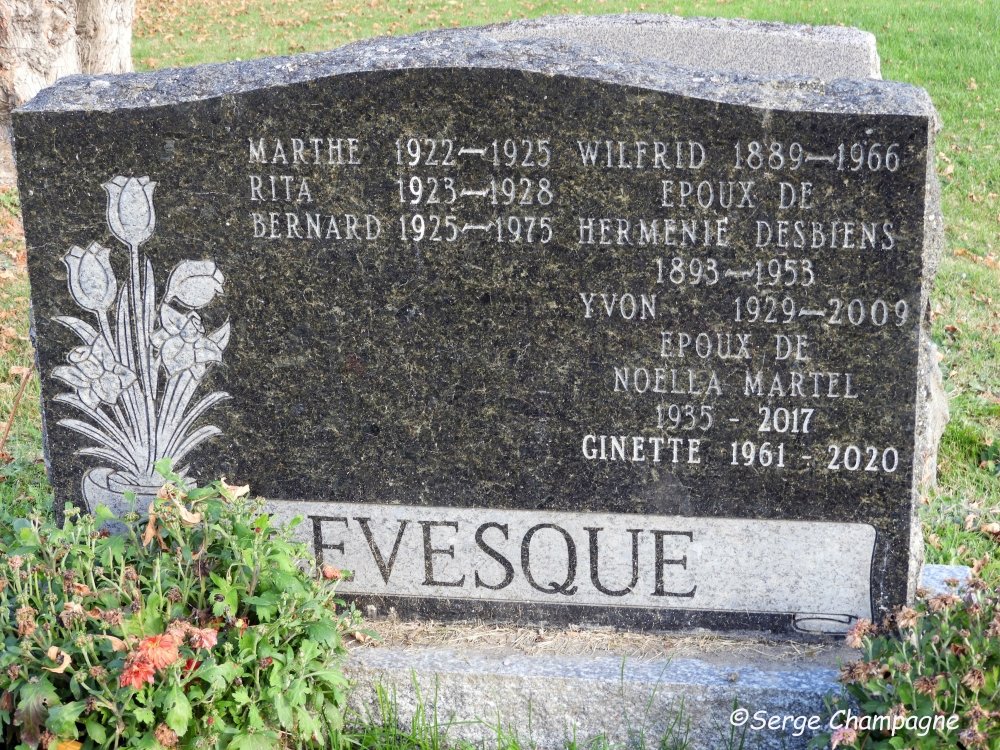 MARTHE 1922-1925
RITA 1923-1928
BERNARD 1925-1975
WILFRID 1889-1966
EPOUX DE
HERMENIE DESBIENS
1893-1953
YVON 1929-2009
EPOUX DE
NOELLA MARTEL
1935 - 2017
GINETTE 1961 - 2020
LEVESQUE
©Serge Champagne